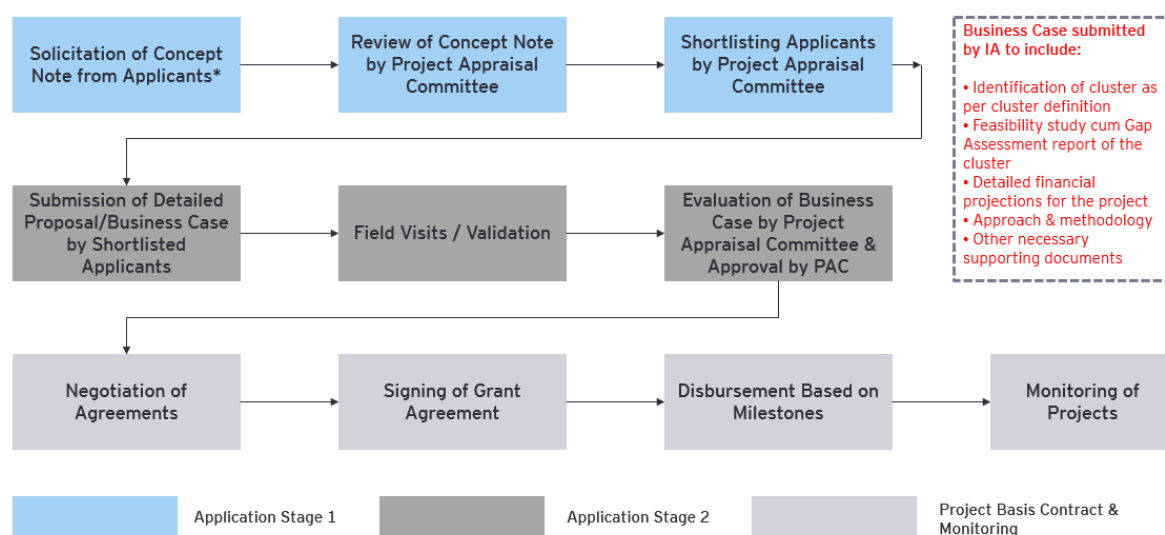 Solicitation of Concept
Note from Applicants*
Review of Concept Note
by Project Appraisal
Committee
Shortlisting Applicants
by Project Appraisal
Committee
Business Case submitted
by IA to include:
• Identification of cluster as
per cluster definition
• Feasibility study cum Gap
Assessment report of the
cluster
• Detailed financial
projections for the project
• Approach & methodology
• Other necessary
supporting documents
Submission of Detailed
Proposal/Business Case
by Shortlisted
Applicants
Field Visits / Validation
Evaluation of Business
Case by Project
Appraisal Committee &
Approval by PAC
Negotiation of
Agreements
Signing of Grant
Agreement
Disbursement Based on
Milestones
Monitoring of
Projects
Application Stage 1
Application Stage 2
Project Basis Contract &
Monitoring